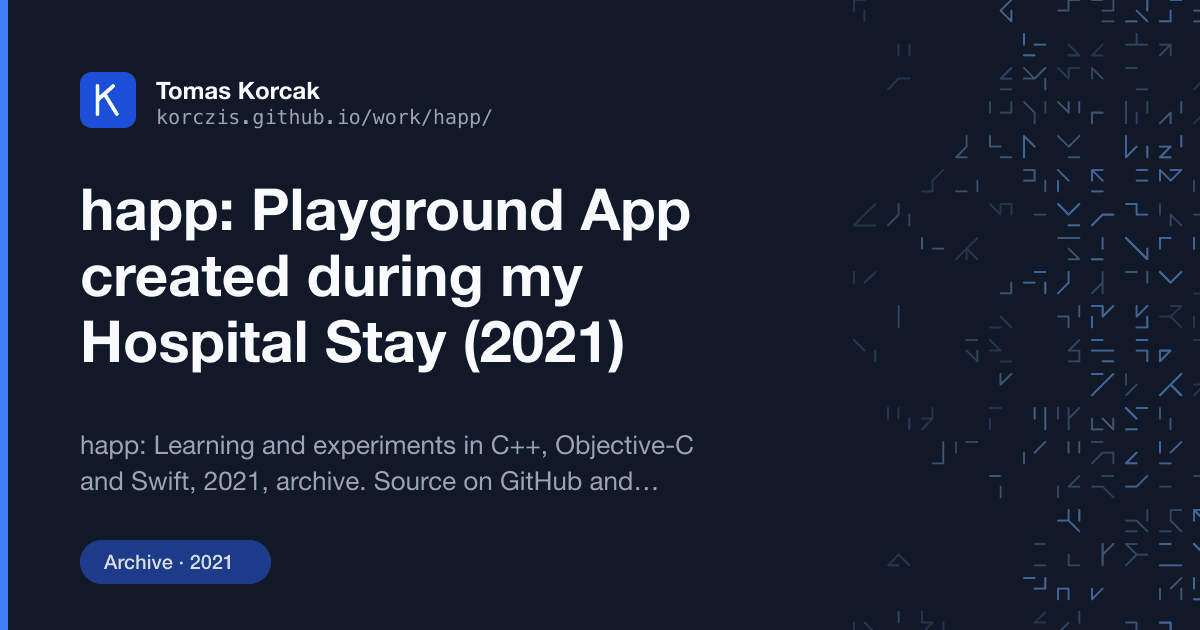 K
Tomas Korcak
korczis.github.io/work/happ/
happ: Playground App
created during my
Hospital Stay (2021)
happ: Learning and experiments in C++, Objective-C
and Swift, 2021, archive. Source on GitHub and…
Archive · 2021